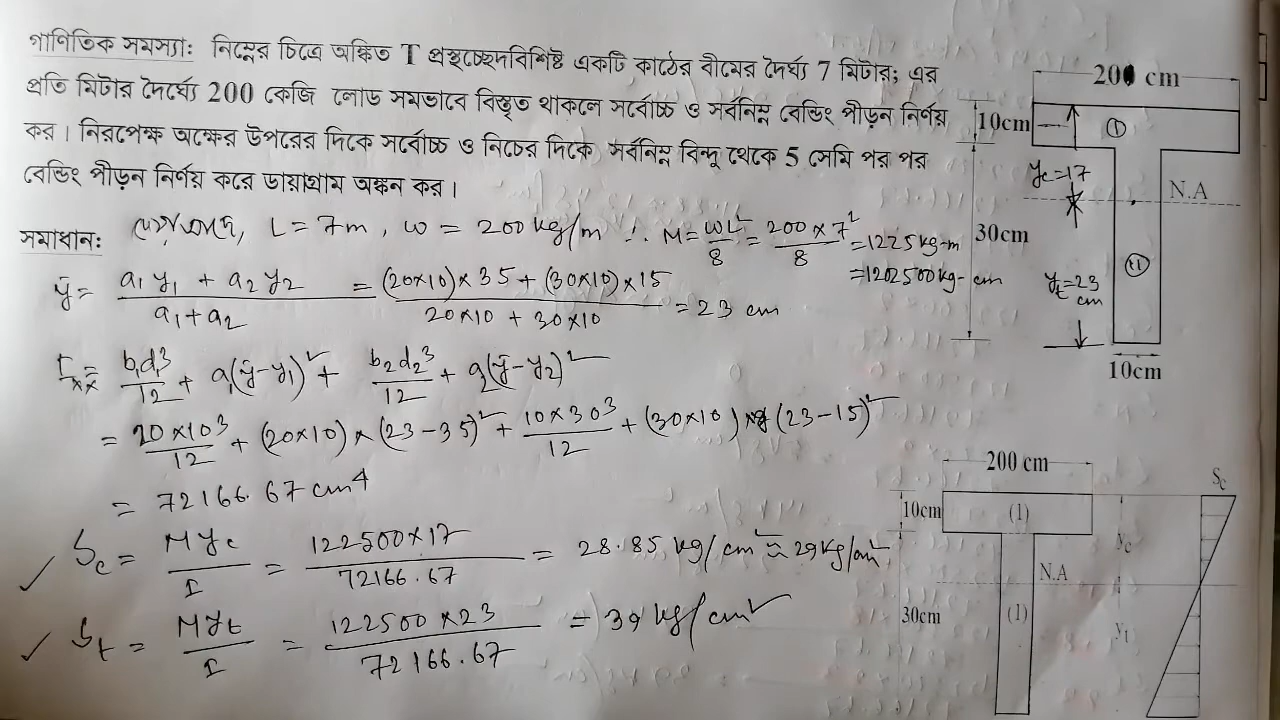 গাণিতিক সমস্যাঃ নিম্নের চিত্রে অঙ্কিত T প্রস্থচ্ছেদবিশিষ্ট একটি কাঠের বীমের দৈর্ঘ্য 7 মিটার; এর
প্রতি মিটার দৈর্ঘ্যে 200 কেজি লোড সমভাবে বিস্তৃত থাকলে সর্বোচ্চ ও সর্বনিম্ন বেন্ডিং পীড়ন নির্ণয়
কর। নিরপেক্ষ অক্ষের উপরের দিকে সর্বোচ্চ ও নিচের দিকে সর্বনিম্ন বিন্দু থেকে 5 সেমি পর পর
বেন্ডিং পীড়ন নির্ণয় করে ডায়াগ্রাম অঙ্কন কর।
200 cm
10cm
(1)
yc=17
N.A
30cm
(11)
yt=23 cm
10cm
সমাধানঃ L = 7m, w = 200 kg/m ∴ M = wL²/8 = 200×7²/8 = 1225 kg-m
= 1202500 kg-cm
ȳ = (a₁y₁ + a₂y₂)/(a₁+a₂) = ((20×10)×35 + (30×10)×15)/(20×10 + 30×10) = 23 cm
Ixx = b₁d₁³/12 + a₁(ȳ-y₁)² + b₂d₂³/12 + a₂(ȳ-y₂)²
= 20×10³/12 + (20×10)×(23-35)² + 10×30³/12 + (30×10)×(23-15)²
= 72166.67 cm⁴
Sc = Myc/I = 122500×17/72166.67 = 28.85 kg/cm² ≈ 29 kg/cm²
St = Myt/I = 122500×23/72166.67 = 39 kg/cm²
200 cm
Sc
10cm
(1)
yc
N.A
30cm
(1)
yt